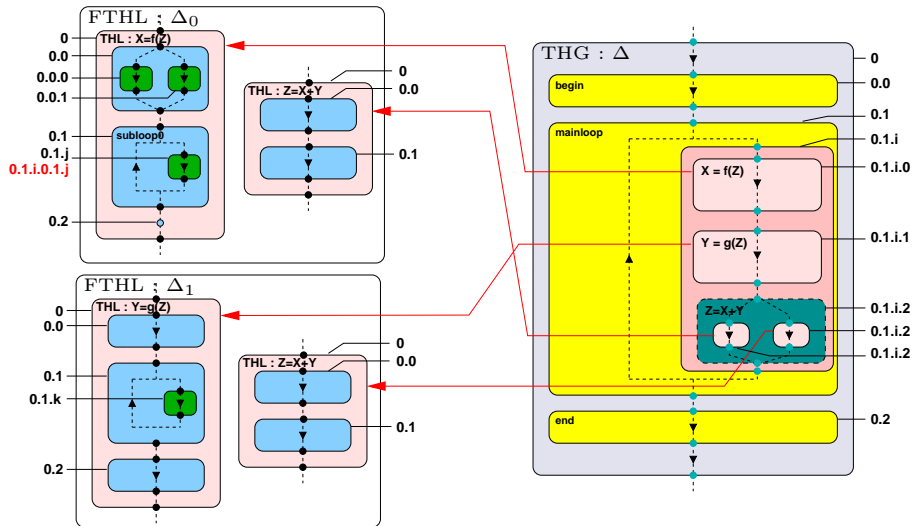 FTHL : Δ0
0
THL : X=f(Z)
0.0
0.0.0
0.0.1
0.1
subloop0
0.1.j
0.1.i.0.1.j
0.2
0
THL : Z=X+Y
0.0
0.1
FTHL : Δ1
0
THL : Y=g(Z)
0.0
0.1
0.1.k
0.2
0
THL : Z=X+Y
0.0
0.1
THG : Δ
0
begin
0.0
0.1
mainloop
0.1.i
X = f(Z)
0.1.i.0
Y = g(Z)
0.1.i.1
Z=X+Y
0.1.i.2
0.1.i.2
0.1.i.2
end
0.2